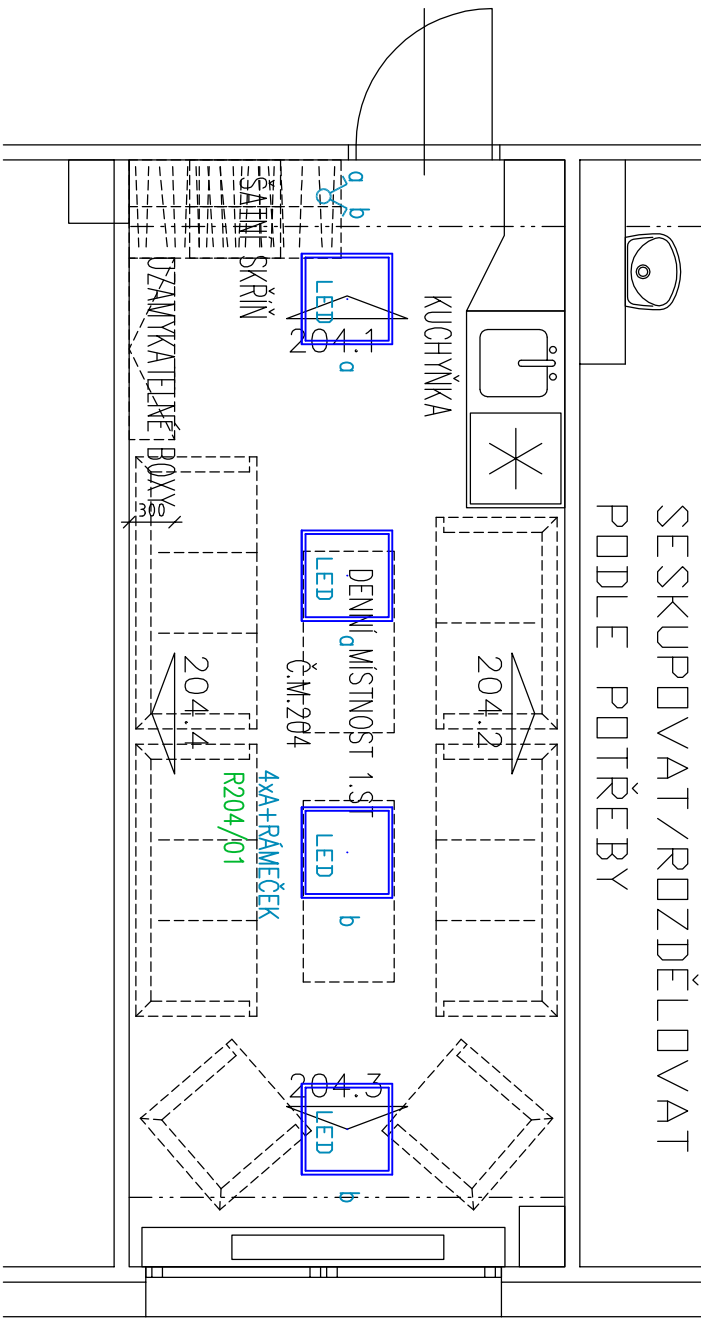 SESKUPOVAT/ROZDĚLOVAT
PODLE POTŘEBY
a
b
ŠATNÍ SKŘÍŇ
UZAMYKATELNÉ BOXY
300
KUCHYŇKA
LED
204.1
a
LED
a
DENNÍ MÍSTNOST 1.ST
Č.M.204
204.2
204.4
4xA+RÁMEČEK
R204/01
LED
b
204.3
LED
b